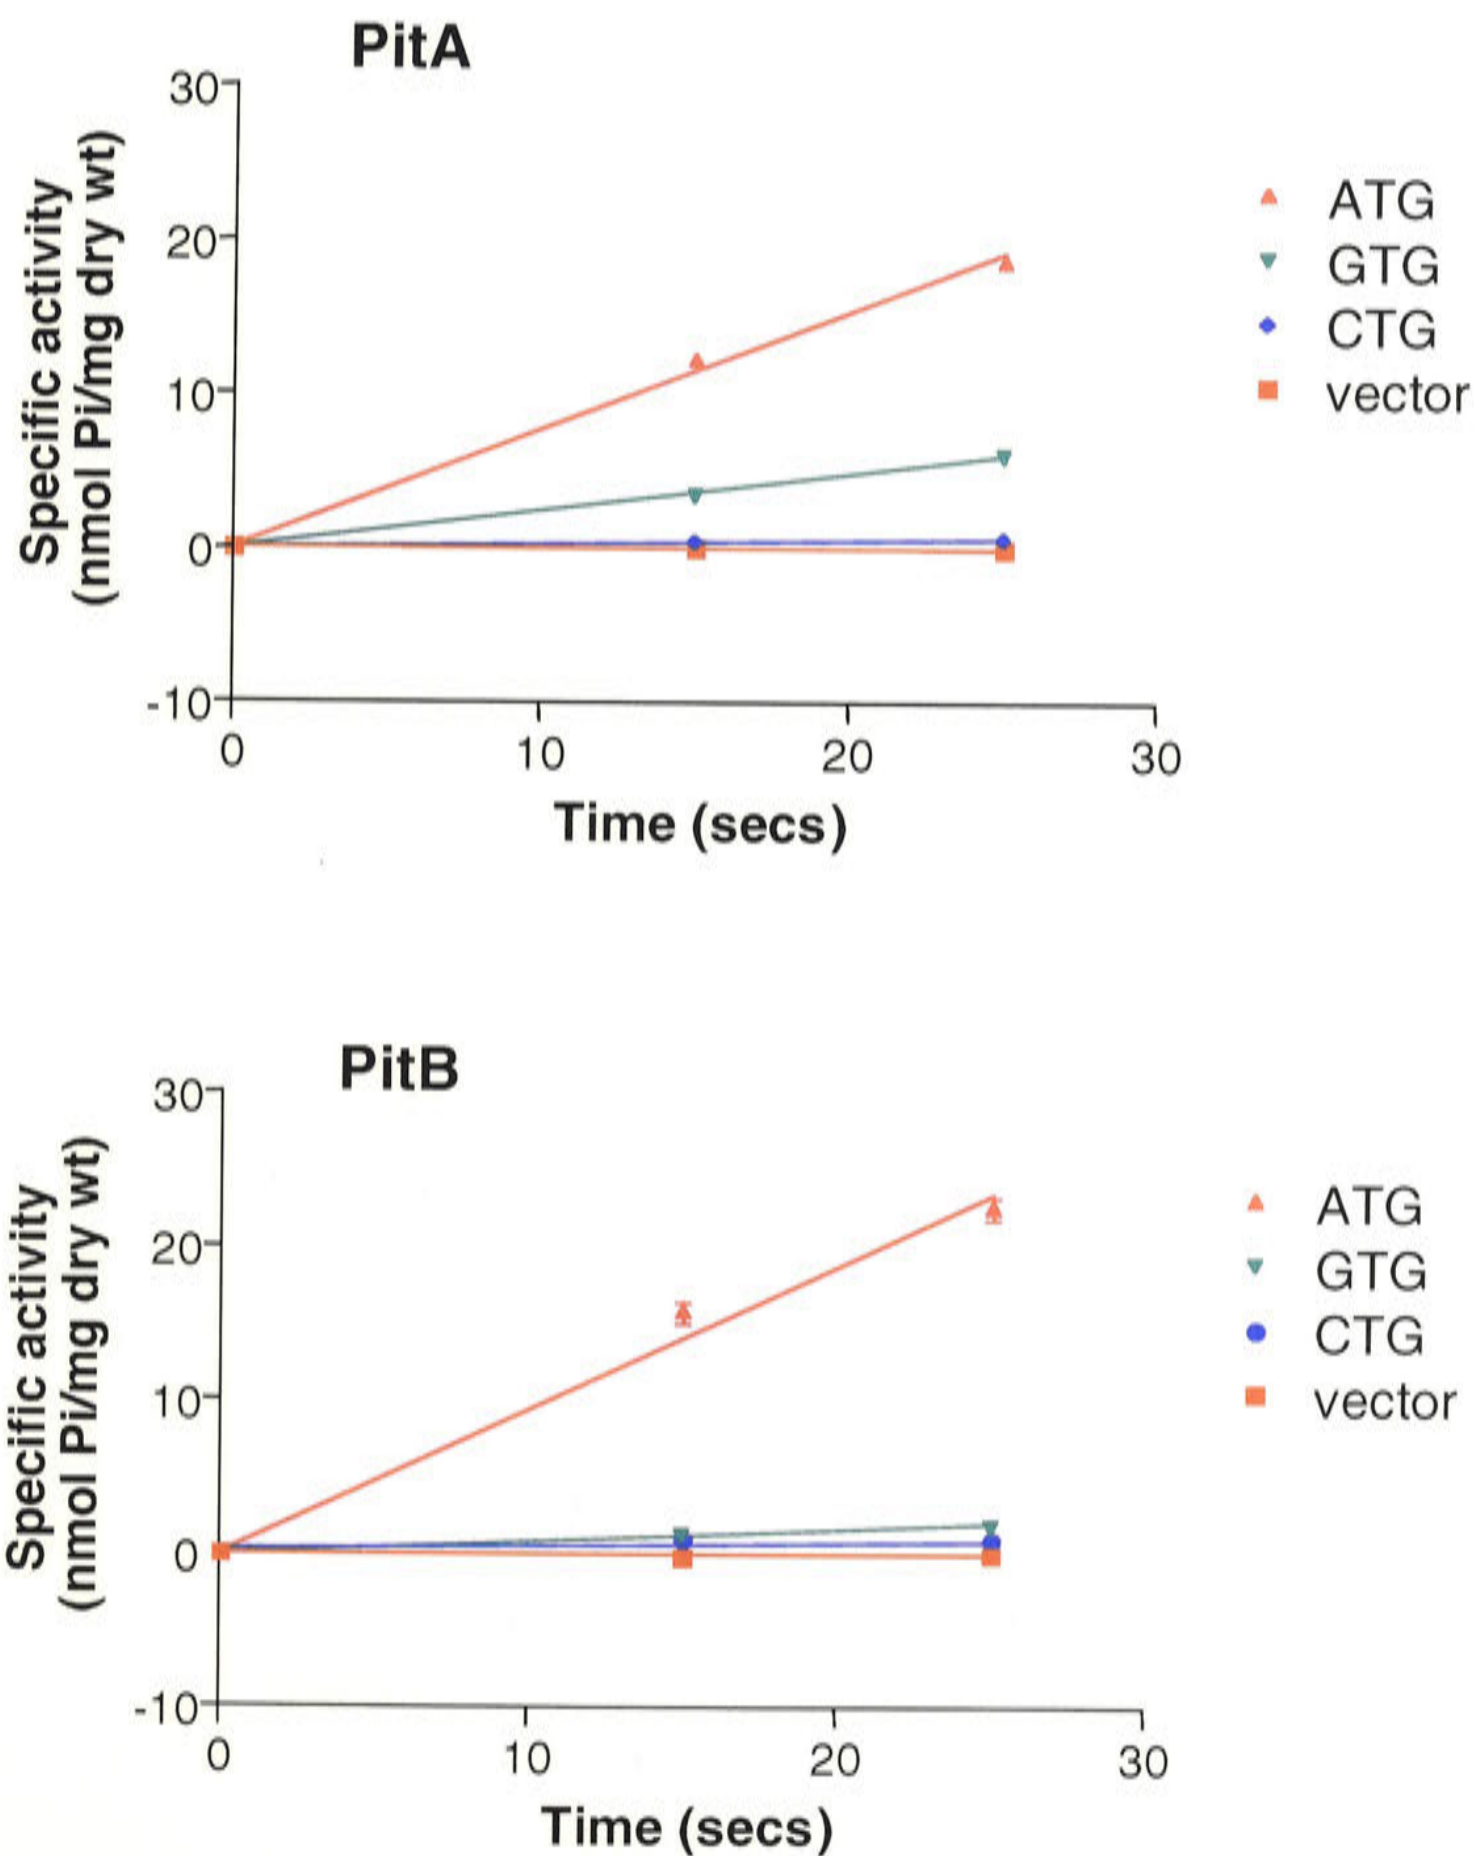 PitA
30
20
10
0
-10
Specific activity
(nmol Pi/mg dry wt)
0 10 20 30
Time (secs)
ATG
GTG
CTG
vector
PitB
30
20
10
0
-10
Specific activity
(nmol Pi/mg dry wt)
0 10 20 30
Time (secs)
ATG
GTG
CTG
vector